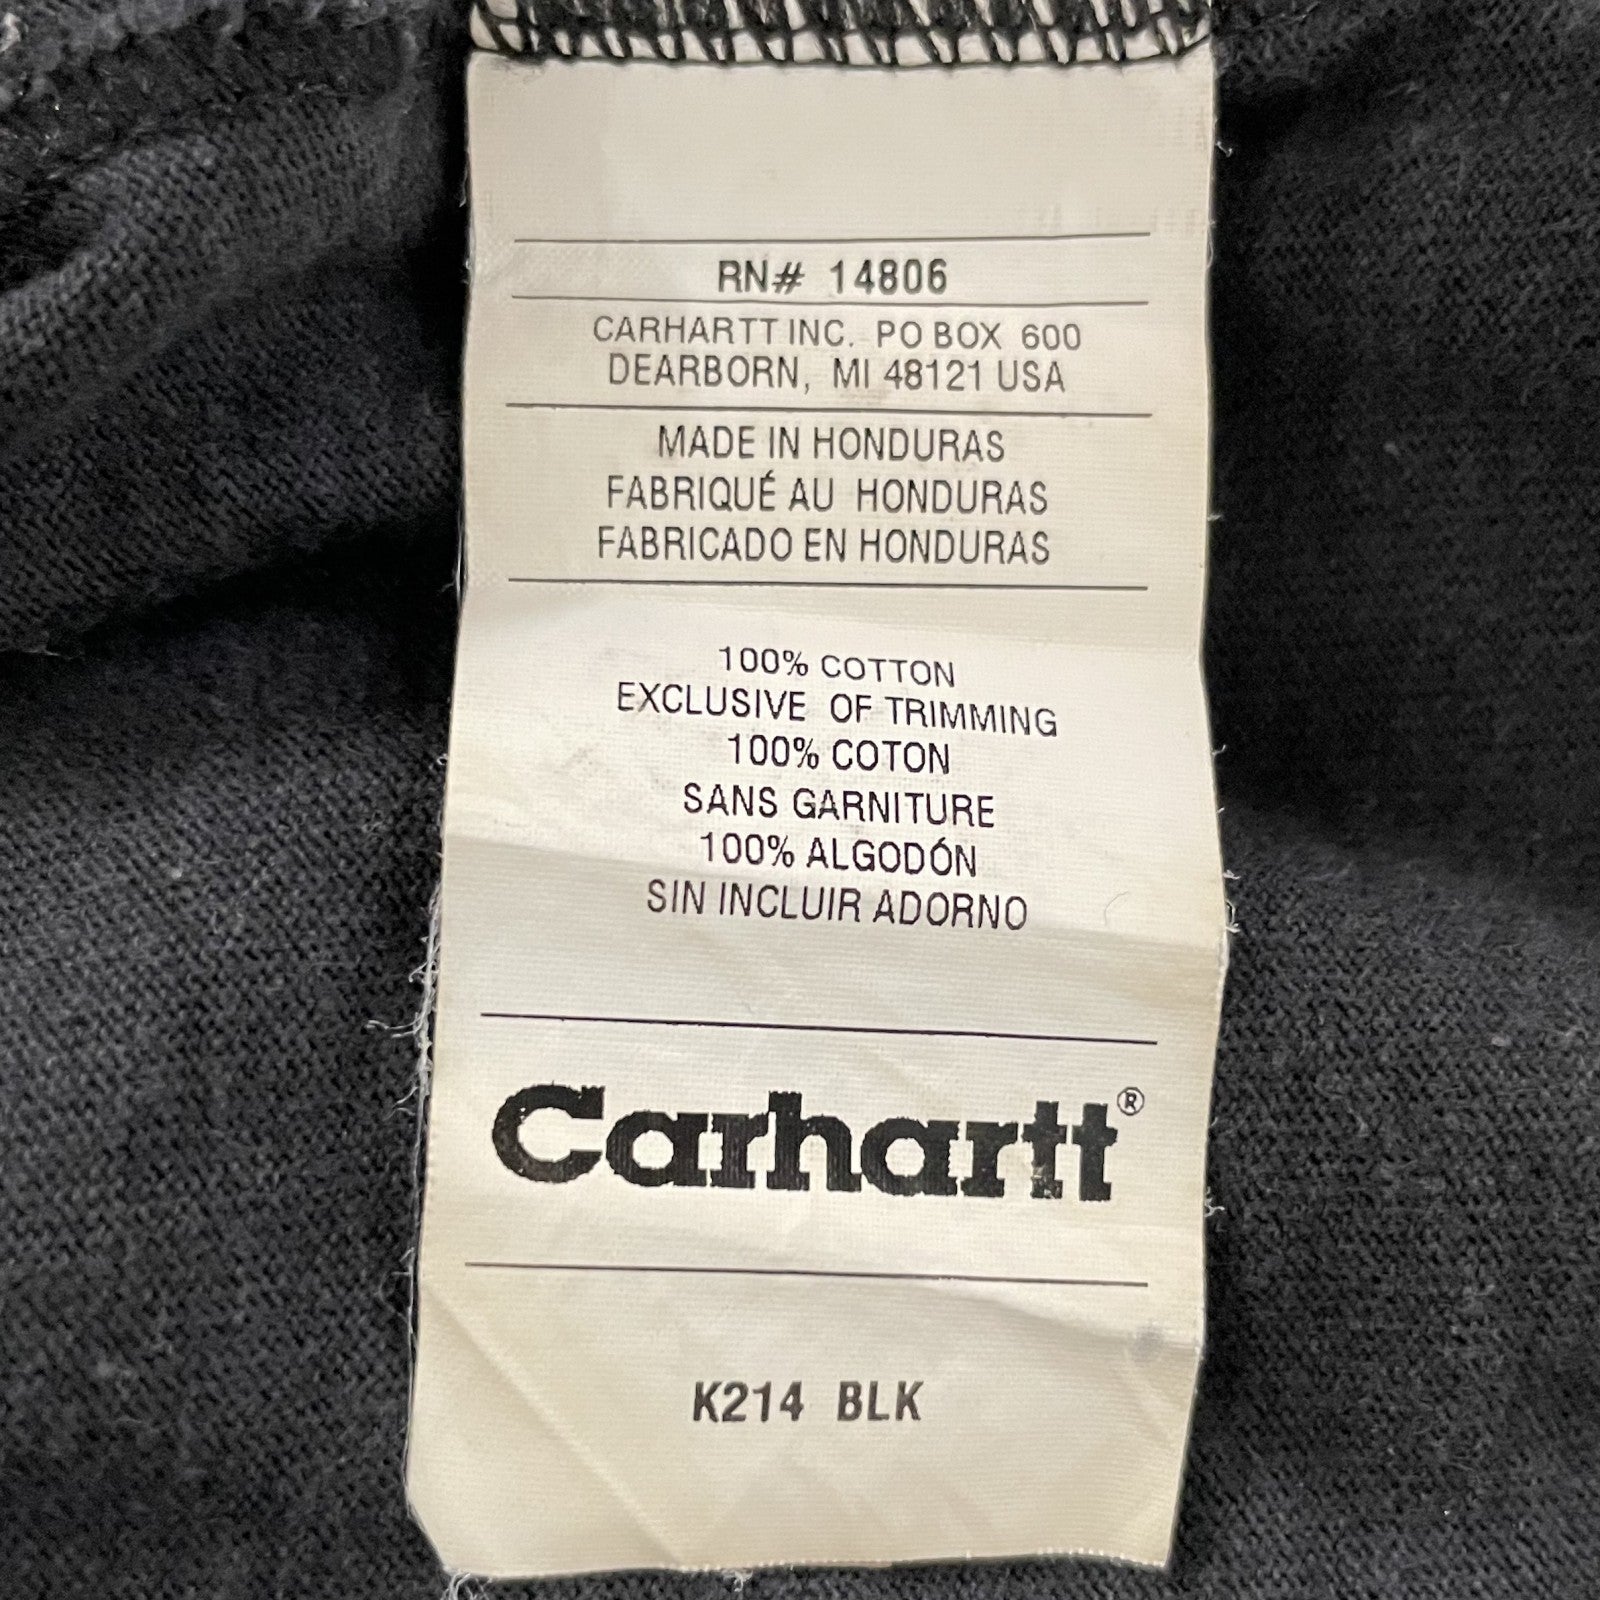 RN# 14806
CARHARTT INC. PO BOX 600
DEARBORN, MI 48121 USA
MADE IN HONDURAS
FABRIQUÉ AU HONDURAS
FABRICADO EN HONDURAS
100% COTTON
EXCLUSIVE OF TRIMMING
100% COTON
SANS GARNITURE
100% ALGODÓN
SIN INCLUIR ADORNO
Carhartt®
K214 BLK